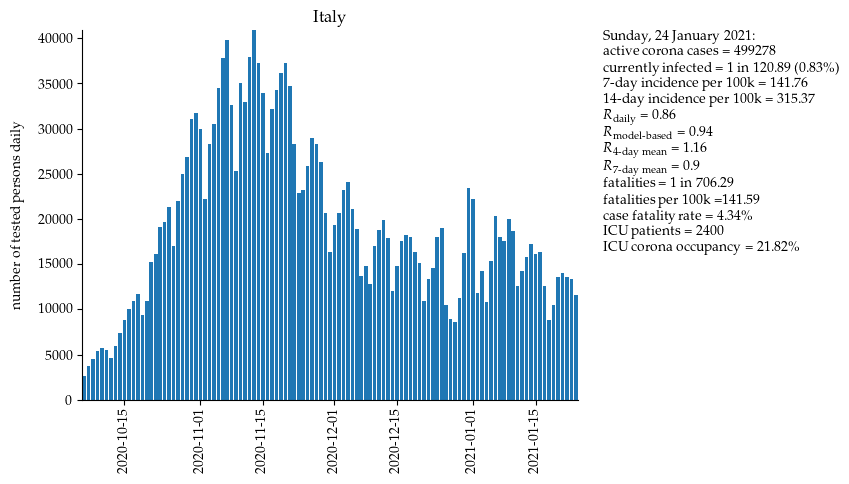 Italy
number of tested persons daily
40000
35000
30000
25000
20000
15000
10000
5000
0
2020-10-15
2020-11-01
2020-11-15
2020-12-01
2020-12-15
2021-01-01
2021-01-15
Sunday, 24 January 2021:
active corona cases = 499278
currently infected = 1 in 120.89 (0.83%)
7-day incidence per 100k = 141.76
14-day incidence per 100k = 315.37
R daily = 0.86
R model-based = 0.94
R 4-day mean = 1.16
R 7-day mean = 0.9
fatalities = 1 in 706.29
fatalities per 100k =141.59
case fatality rate = 4.34%
ICU patients = 2400
ICU corona occupancy = 21.82%